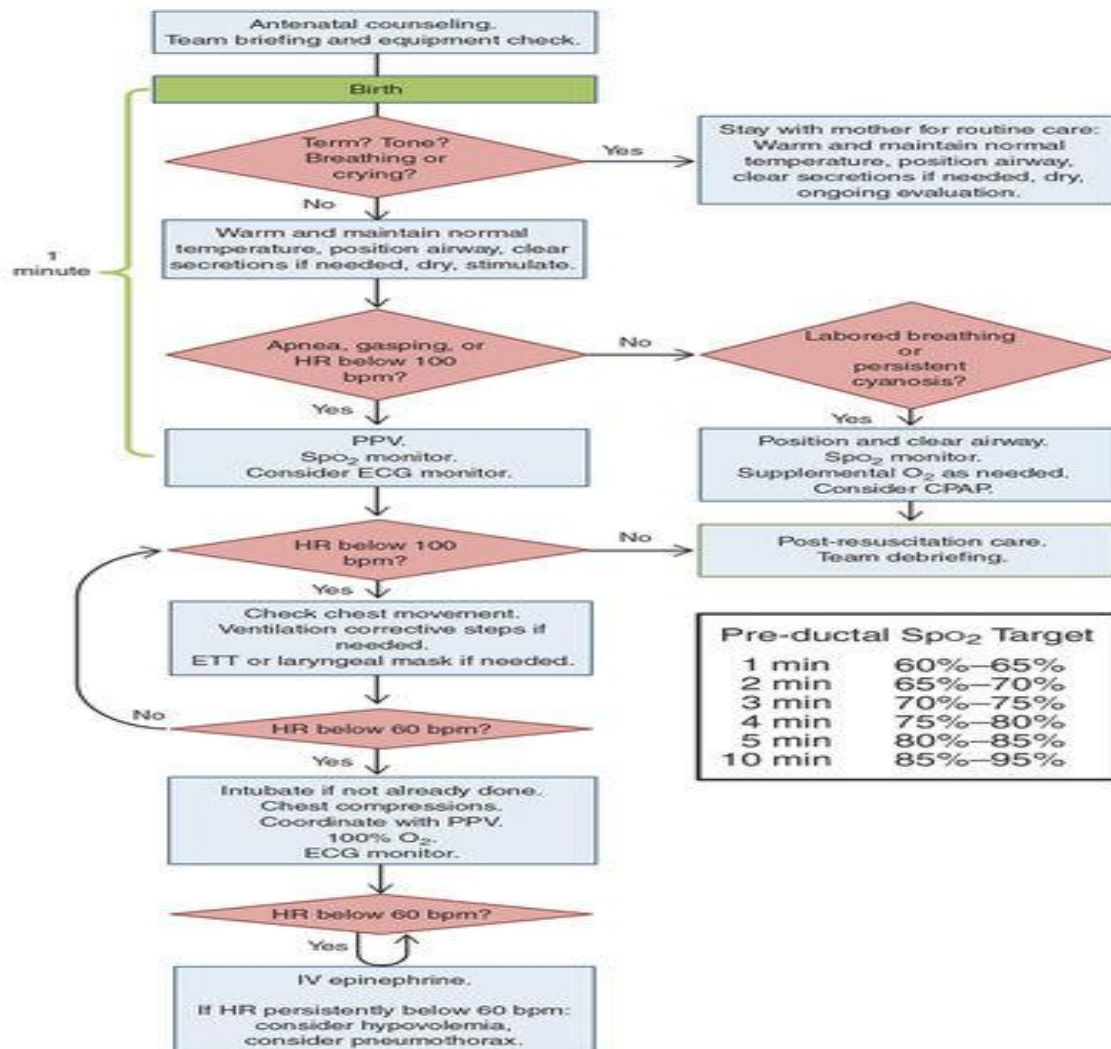 Antenatal counseling.
Team briefing and equipment check.
Birth
Term? Tone?
Breathing or
crying?
Yes
Stay with mother for routine care:
Warm and maintain normal
temperature, position airway,
clear secretions if needed, dry,
ongoing evaluation.
No
Warm and maintain normal
temperature, position airway, clear
secretions if needed, dry, stimulate.
1
minute
Apnea, gasping, or
HR below 100
bpm?
No
Labored breathing
or
persistent
cyanosis?
Yes
Yes
PPV.
SpO₂ monitor.
Consider ECG monitor.
Position and clear airway.
SpO₂ monitor.
Supplemental O₂ as needed.
Consider CPAP.
HR below 100
bpm?
No
Post-resuscitation care.
Team debriefing.
Yes
Check chest movement.
Ventilation corrective steps if
needed.
ETT or laryngeal mask if needed.
No
HR below 60 bpm?
Yes
Pre-ductal SpO₂ Target
1 min 60%–65%
2 min 65%–70%
3 min 70%–75%
4 min 75%–80%
5 min 80%–85%
10 min 85%–95%
Intubate if not already done.
Chest compressions.
Coordinate with PPV.
100% O₂.
ECG monitor.
HR below 60 bpm?
Yes
IV epinephrine.
If HR persistently below 60 bpm:
consider hypovolemia,
consider pneumothorax.